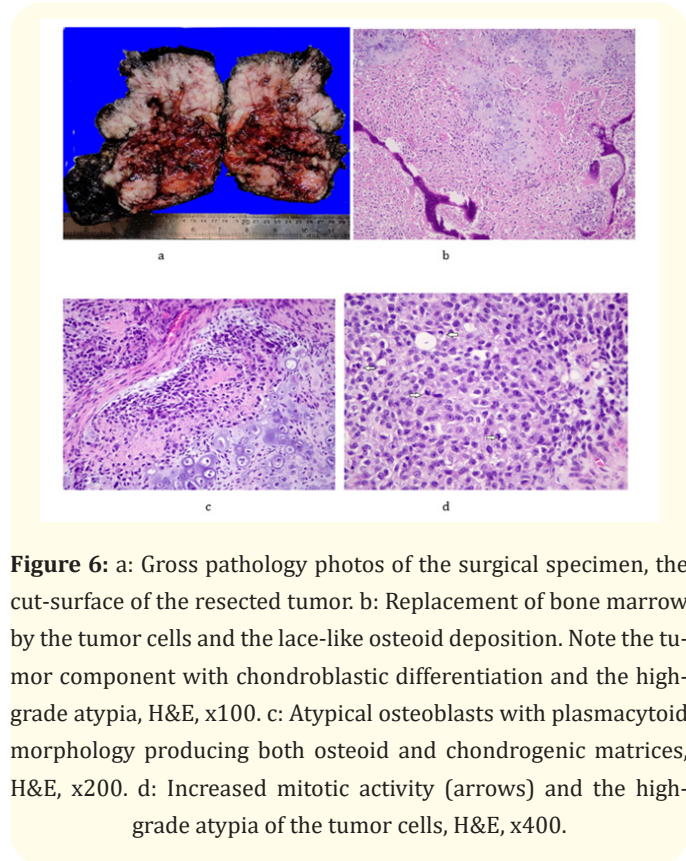 a
b
c
d
Figure 6: a: Gross pathology photos of the surgical specimen, the
cut-surface of the resected tumor. b: Replacement of bone marrow
by the tumor cells and the lace-like osteoid deposition. Note the tu-
mor component with chondroblastic differentiation and the high-
grade atypia, H&E, x100. c: Atypical osteoblasts with plasmacytoid
morphology producing both osteoid and chondrogenic matrices,
H&E, x200. d: Increased mitotic activity (arrows) and the high-
grade atypia of the tumor cells, H&E, x400.